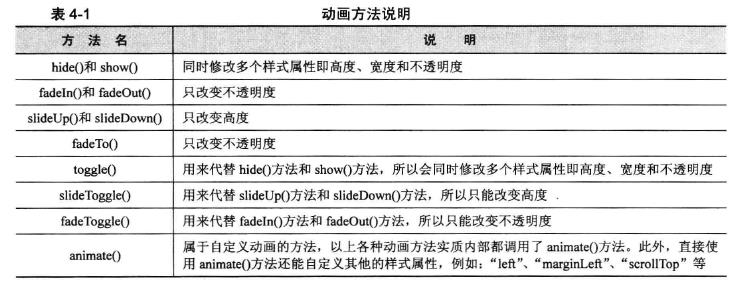 表 4-1 动画方法说明
方 法 名 说 明
hide()和 show() 同时修改多个样式属性即高度、宽度和不透明度
fadeIn()和 fadeOut() 只改变不透明度
slideUp()和 slideDown() 只改变高度
fadeTo() 只改变不透明度
toggle() 用来代替 hide()方法和 show()方法，所以会同时修改多个样式属性即高度、宽度和不透明度
slideToggle() 用来代替 slideUp()方法和 slideDown()方法，所以只能改变高度
fadeToggle() 用来代替 fadeIn()方法和 fadeOut()方法，所以只能改变不透明度
animate() 属于自定义动画的方法，以上各种动画方法实质内部都调用了 animate()方法。此外，直接使
用 animate()方法还能自定义其他的样式属性，例如：“left”、“marginLeft”、“scrollTop” 等